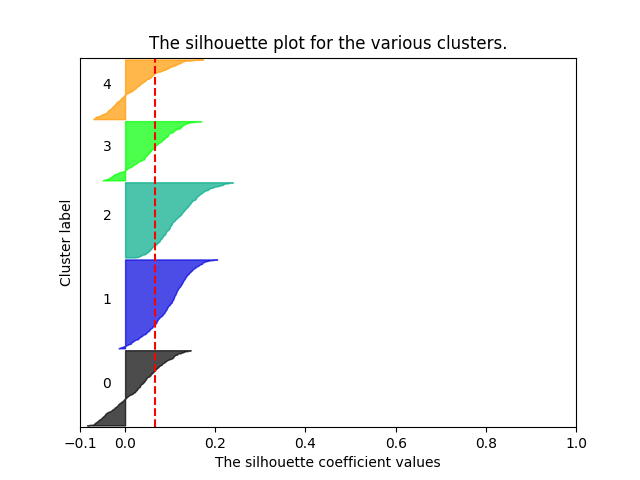 The silhouette plot for the various clusters.
Cluster label
4
3
2
1
0
−0.1 0.0 0.2 0.4 0.6 0.8 1.0
The silhouette coefficient values